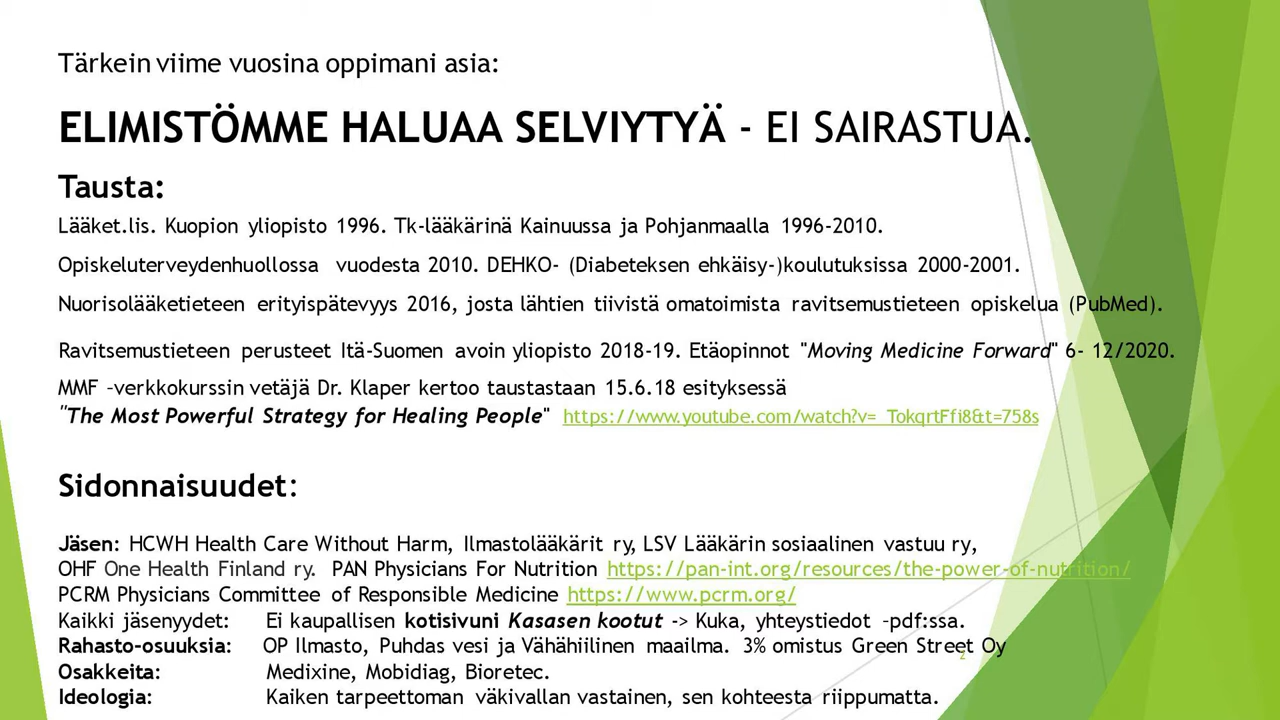 Tärkein viime vuosina oppimani asia:
ELIMISTÖMME HALUAA SELVIYTYÄ - EI SAIRASTUA.
Tausta:
Lääket.lis. Kuopion yliopisto 1996. Tk-lääkärinä Kainuussa ja Pohjanmaalla 1996-2010.
Opiskeluterveydenhuollossa vuodesta 2010. DEHKO- (Diabeteksen ehkäisy-)koulutuksissa 2000-2001.
Nuorisolääketieteen erityispätevyys 2016, josta lähtien tiivistä omatoimista ravitsemustieteen opiskelua (PubMed).
Ravitsemustieteen perusteet Itä-Suomen avoin yliopisto 2018-19. Etäopinnot "Moving Medicine Forward" 6- 12/2020.
MMF –verkkokurssin vetäjä Dr. Klaper kertoo taustastaan 15.6.18 esityksessä
"The Most Powerful Strategy for Healing People" https://www.youtube.com/watch?v=_TokqrtFfi8&t=758s
Sidonnaisuudet:
Jäsen: HCWH Health Care Without Harm, Ilmastolääkärit ry, LSV Lääkärin sosiaalinen vastuu ry,
OHF One Health Finland ry. PAN Physicians For Nutrition https://pan-int.org/resources/the-power-of-nutrition/
PCRM Physicians Committee of Responsible Medicine https://www.pcrm.org/
Kaikki jäsenyydet: Ei kaupallisen kotisivuni Kasasen kootut -> Kuka, yhteystiedot –pdf:ssa.
Rahasto-osuuksia: OP Ilmasto, Puhdas vesi ja Vähähiilinen maailma. 3% omistus Green Street Oy
2
Osakkeita: Medixine, Mobidiag, Bioretec.
Ideologia: Kaiken tarpeettoman väkivallan vastainen, sen kohteesta riippumatta.